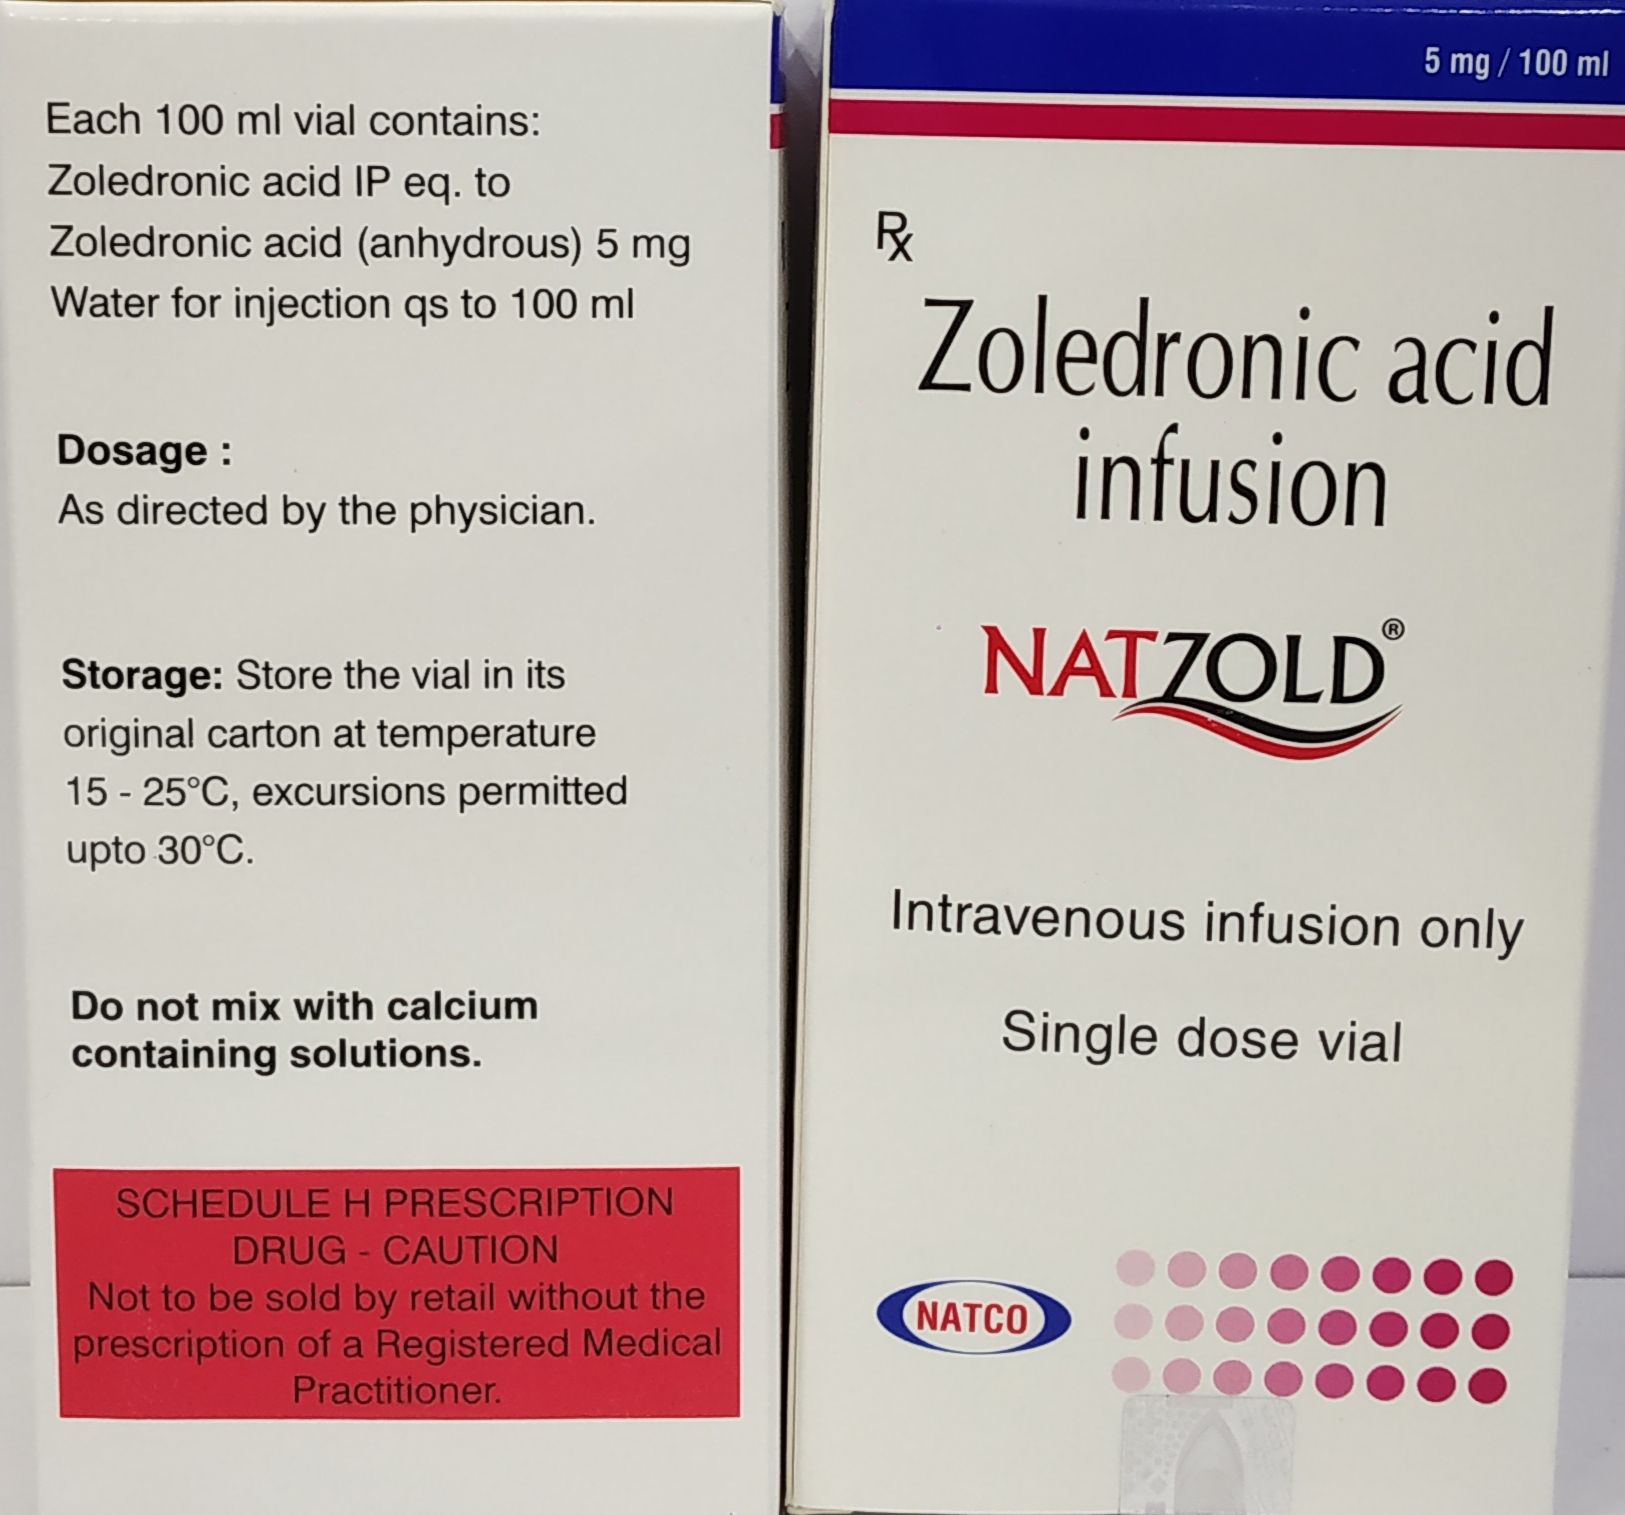 Each 100 ml vial contains:
Zoledronic acid IP eq. to
Zoledronic acid (anhydrous) 5 mg
Water for injection qs to 100 ml
Dosage :
As directed by the physician.
Storage: Store the vial in its
original carton at temperature
15 - 25°C, excursions permitted
upto 30°C.
Do not mix with calcium
containing solutions.
SCHEDULE H PRESCRIPTION
DRUG - CAUTION
Not to be sold by retail without the
prescription of a Registered Medical
Practitioner.
5 mg / 100 ml
Rx
Zoledronic acid
infusion
NATZOLD®
Intravenous infusion only
Single dose vial
NATCO